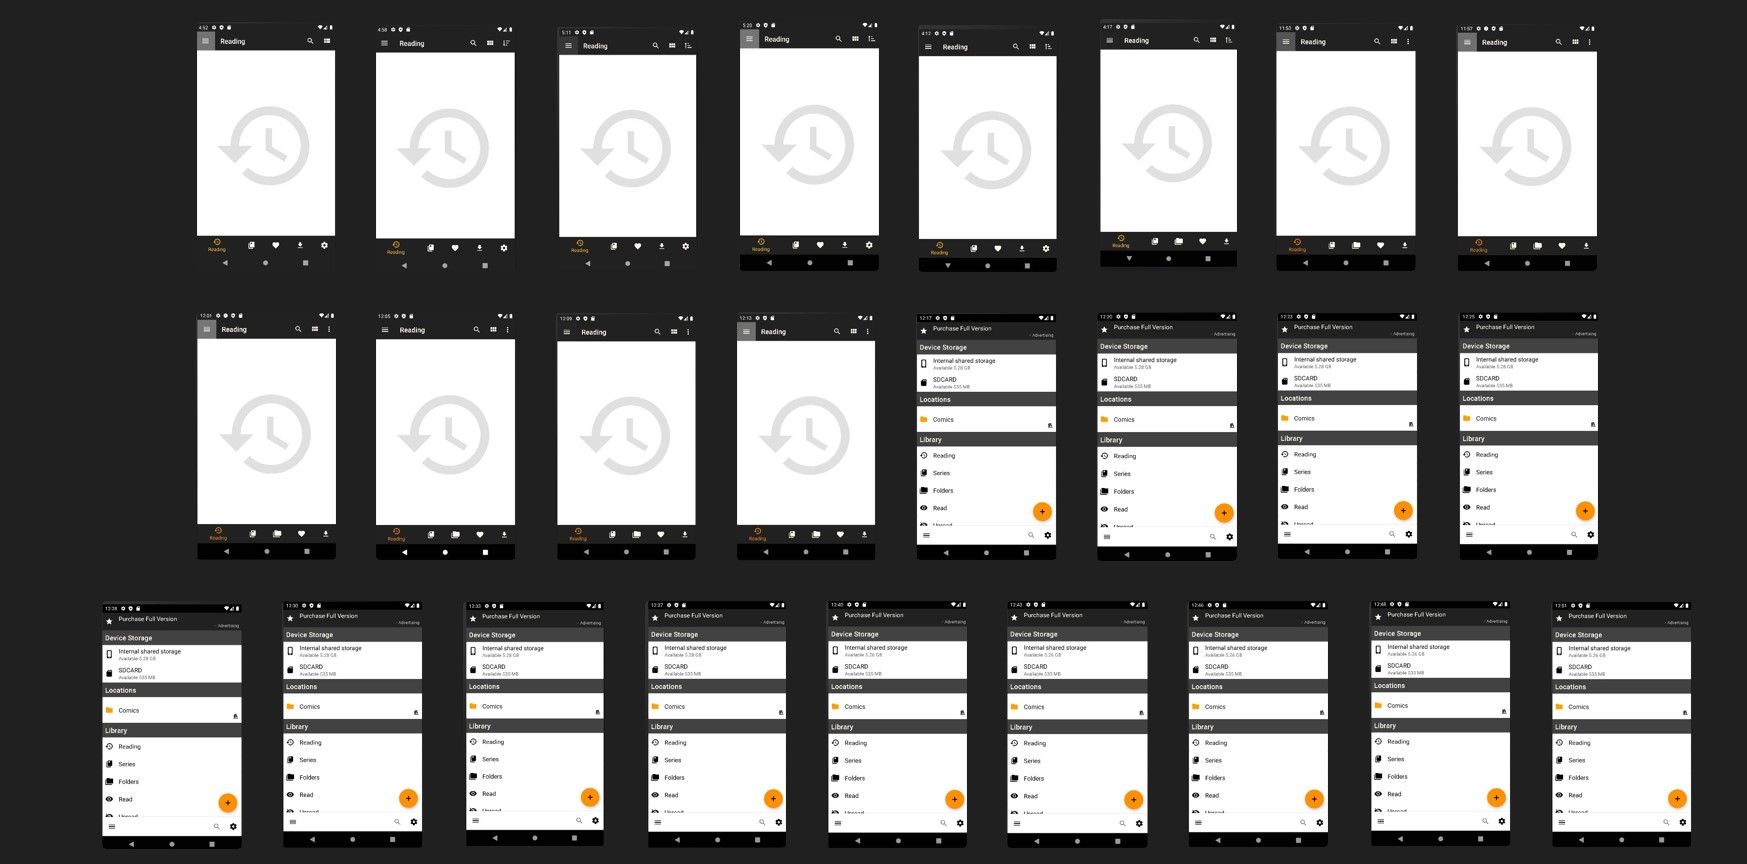 4:52
Reading
Reading
4:58
Reading
Reading
5:11
Reading
Reading
5:20
Reading
Reading
4:13
Reading
Reading
4:17
Reading
Reading
11:53
Reading
Reading
11:57
Reading
Reading
12:01
Reading
Reading
12:05
Reading
Reading
12:09
Reading
Reading
12:13
Reading
Reading
12:17
Purchase Full Version
- Advertising
Device Storage
Internal shared storage
Available 5.28 GB
SDCARD
Available 535 MB
Locations
Comics
Library
Reading
Series
Folders
Read
Unread
12:20
Purchase Full Version
- Advertising
Device Storage
Internal shared storage
Available 5.28 GB
SDCARD
Available 535 MB
Locations
Comics
Library
Reading
Series
Folders
Read
Unread
12:23
Purchase Full Version
- Advertising
Device Storage
Internal shared storage
Available 5.28 GB
SDCARD
Available 535 MB
Locations
Comics
Library
Reading
Series
Folders
Read
Unread
12:25
Purchase Full Version
- Advertising
Device Storage
Internal shared storage
Available 5.28 GB
SDCARD
Available 535 MB
Locations
Comics
Library
Reading
Series
Folders
Read
Unread
12:28
Purchase Full Version
- Advertising
Device Storage
Internal shared storage
Available 5.28 GB
SDCARD
Available 535 MB
Locations
Comics
Library
Reading
Series
Folders
Read
Unread
12:30
Purchase Full Version
- Advertising
Device Storage
Internal shared storage
Available 5.28 GB
SDCARD
Available 535 MB
Locations
Comics
Library
Reading
Series
Folders
Read
Unread
12:33
Purchase Full Version
- Advertising
Device Storage
Internal shared storage
Available 5.28 GB
SDCARD
Available 535 MB
Locations
Comics
Library
Reading
Series
Folders
Read
Unread
12:37
Purchase Full Version
- Advertising
Device Storage
Internal shared storage
Available 5.28 GB
SDCARD
Available 535 MB
Locations
Comics
Library
Reading
Series
Folders
Read
Unread
12:40
Purchase Full Version
- Advertising
Device Storage
Internal shared storage
Available 5.26 GB
SDCARD
Available 535 MB
Locations
Comics
Library
Reading
Series
Folders
Read
Unread
12:43
Purchase Full Version
- Advertising
Device Storage
Internal shared storage
Available 5.26 GB
SDCARD
Available 535 MB
Locations
Comics
Library
Reading
Series
Folders
Read
Unread
12:46
Purchase Full Version
- Advertising
Device Storage
Internal shared storage
Available 5.26 GB
SDCARD
Available 535 MB
Locations
Comics
Library
Reading
Series
Folders
Read
Unread
12:48
Purchase Full Version
- Advertising
Device Storage
Internal shared storage
Available 5.26 GB
SDCARD
Available 535 MB
Locations
Comics
Library
Reading
Series
Folders
Read
Unread
12:51
Purchase Full Version
- Advertising
Device Storage
Internal shared storage
Available 5.26 GB
SDCARD
Available 535 MB
Locations
Comics
Library
Reading
Series
Folders
Read
Unread